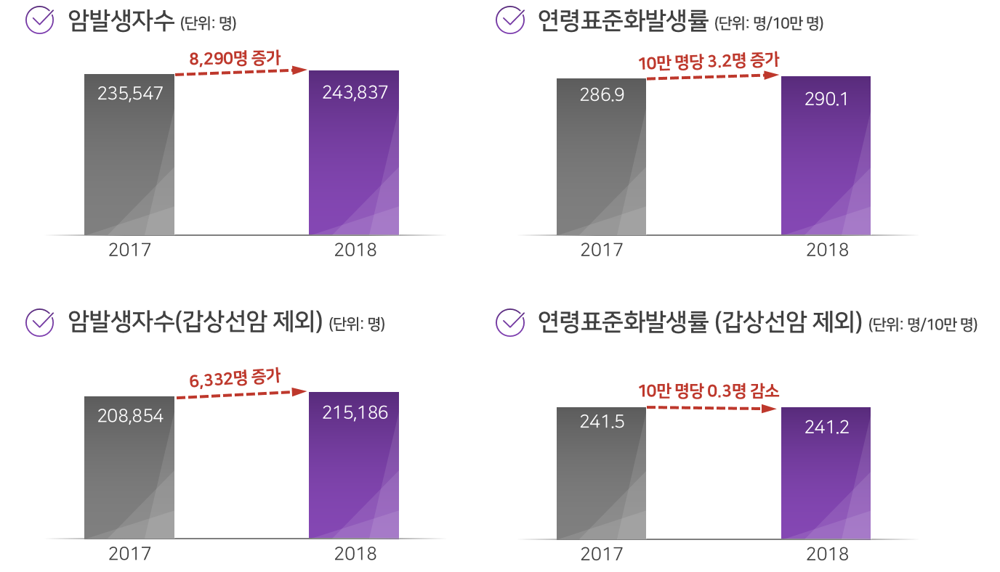 암발생자수 (단위: 명)
8,290명 증가
235,547
243,837
2017
2018
연령표준화발생률 (단위: 명/10만 명)
10만 명당 3.2명 증가
286.9
290.1
2017
2018
암발생자수(갑상선암 제외) (단위: 명)
6,332명 증가
208,854
215,186
2017
2018
연령표준화발생률 (갑상선암 제외) (단위: 명/10만 명)
10만 명당 0.3명 감소
241.5
241.2
2017
2018